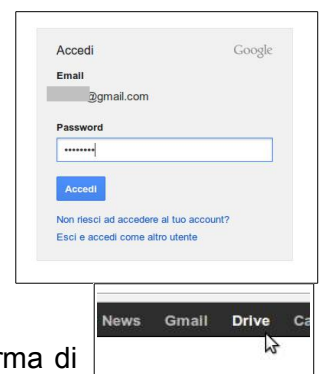 Accedi Google
Email
@gmail.com
Password
••••••••
Accedi
Non riesci ad accedere al tuo account?
Esci e accedi come altro utente
News Gmail Drive
di